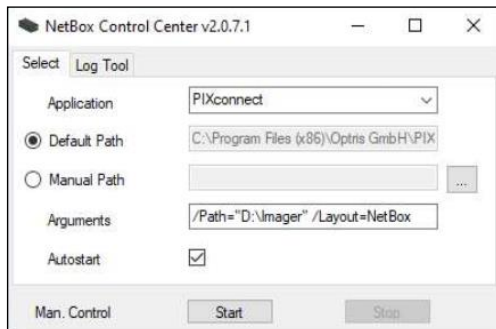 NetBox Control Center v2.0.7.1
Select Log Tool
Application PIXconnect
Default Path C:\Program Files (x86)\Optris GmbH\PIX
Manual Path ...
Arguments /Path="D:\Imager" /Layout=NetBox
Autostart
Man. Control Start Stop